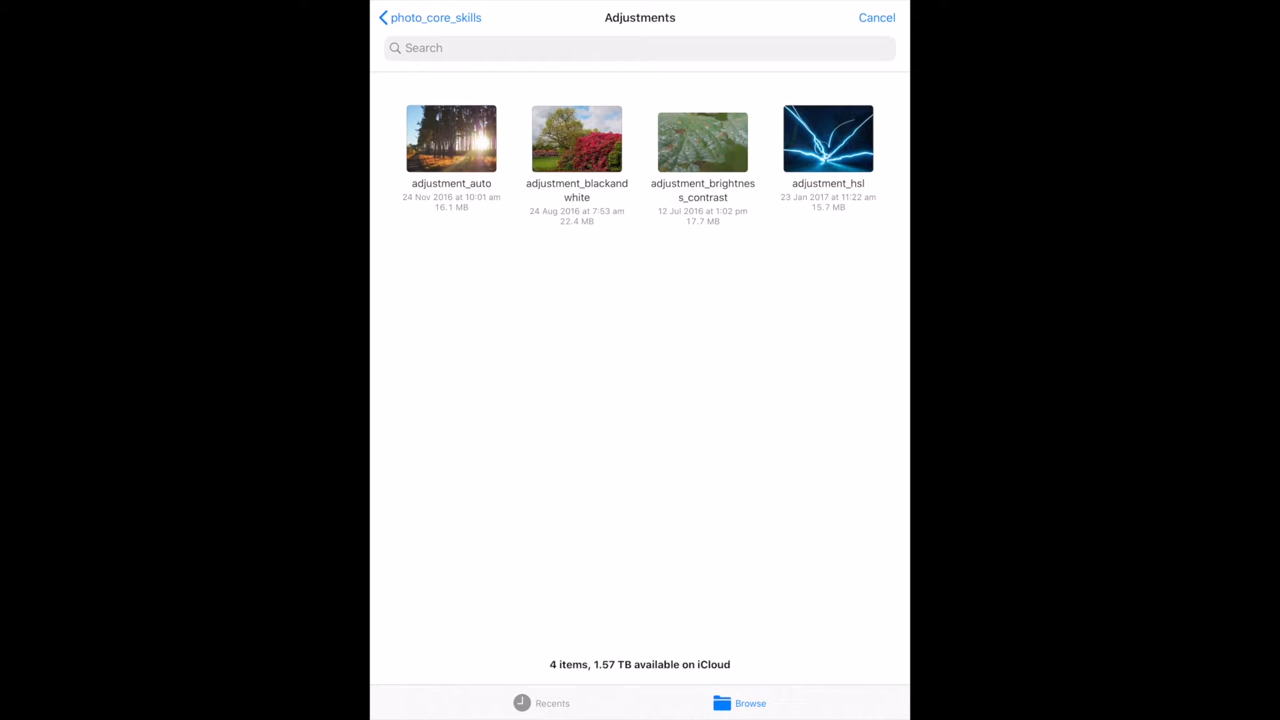 photo_core_skills
Adjustments
Cancel
Search
adjustment_auto
24 Nov 2016 at 10:01 am
16.1 MB
adjustment_blackand
white
24 Aug 2016 at 7:53 am
22.4 MB
adjustment_brightnes
s_contrast
12 Jul 2016 at 1:02 pm
17.7 MB
adjustment_hsl
23 Jan 2017 at 11:22 am
15.7 MB
4 items, 1.57 TB available on iCloud
Recents
Browse